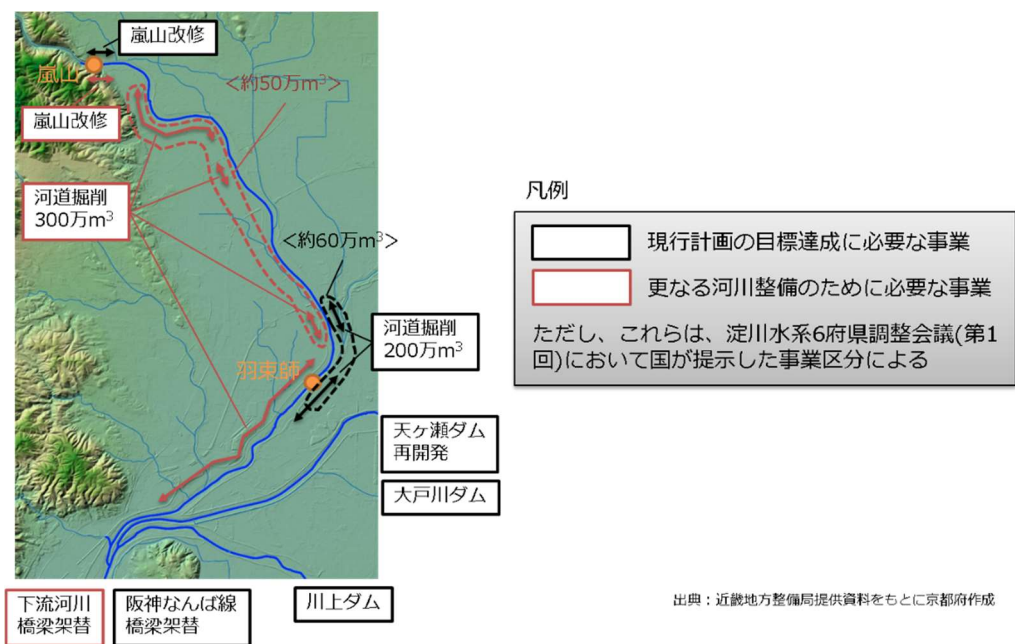 嵐山改修
嵐山
<約50万m³>
嵐山改修
河道掘削
300万m³
<約60万m³>
河道掘削
200万m³
羽束師
天ヶ瀬ダム
再開発
大戸川ダム
下流河川
橋梁架替
阪神なんば線
橋梁架替
川上ダム
凡例
現行計画の目標達成に必要な事業
更なる河川整備のために必要な事業
ただし、これらは、淀川水系6府県調整会議(第1
回)において国が提示した事業区分による
出典：近畿地方整備局提供資料をもとに京都府作成